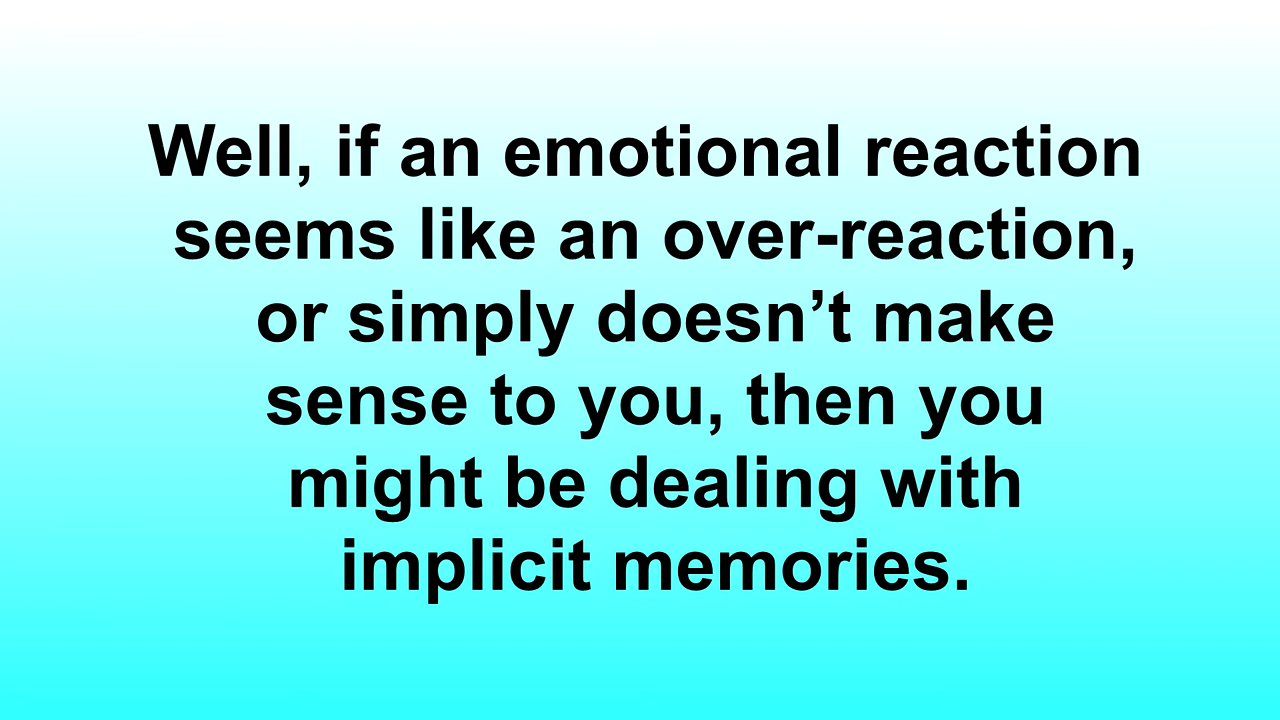 Well, if an emotional reaction
seems like an over-reaction,
or simply doesn’t make
sense to you, then you
might be dealing with
implicit memories.